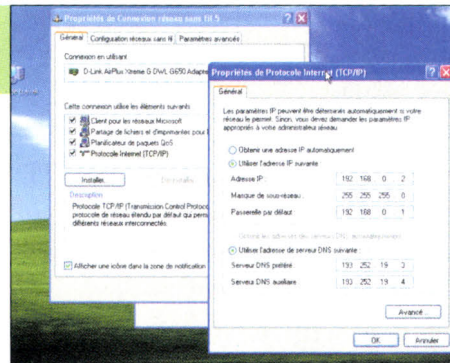 Propriétés de Connexion réseau sans fil 5
Général Configuration réseaux sans fil Paramètres avancés
Connexion en utilisant
D-Link AirPlus Xtreme G DWL G650 Adapte
Cette connexion utilise les éléments suivants
Client pour les réseaux Microsoft
Partage de fichiers et d'imprimantes pour
Planificateur de paquets QoS
Protocole Internet (TCP/IP)
Installer...
Description
Protocole TCP/IP (Transmission Control Protoc
protocole de réseau étendu par défaut qui perm
différents réseaux interconnectés.
Afficher une icône dans la zone de notification
Propriétés de Protocole Internet (TCP/IP)
Général
Les paramètres IP peuvent être déterminés automatiquement si votre
réseau le permet. Sinon, vous devez demander les paramètres IP
appropriés à votre administrateur réseau
Obtenir une adresse IP automatiquement
Utiliser l'adresse IP suivante
Adresse IP 192 168 0 2
Masque de sous-réseau 255 255 255 0
Passerelle par défaut 192 168 0 1
Utiliser l'adresse de serveur DNS suivante :
Serveur DNS préféré 193 252 19 3
Serveur DNS auxiliaire 193 252 19 4
Avancé...
OK Annuler